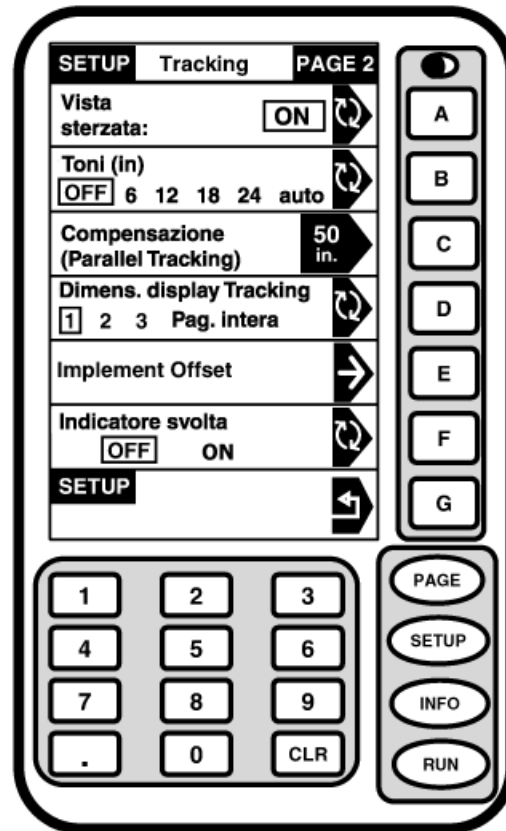 SETUP Tracking PAGE 2
Vista
sterzata: ON
Toni (in)
OFF 6 12 18 24 auto
Compensazione 50
(Parallel Tracking) in.
Dimens. display Tracking
1 2 3 Pag. intera
Implement Offset
Indicatore svolta
OFF ON
SETUP
A
B
C
D
E
F
G
1 2 3
4 5 6
7 8 9
. 0 CLR
PAGE
SETUP
INFO
RUN